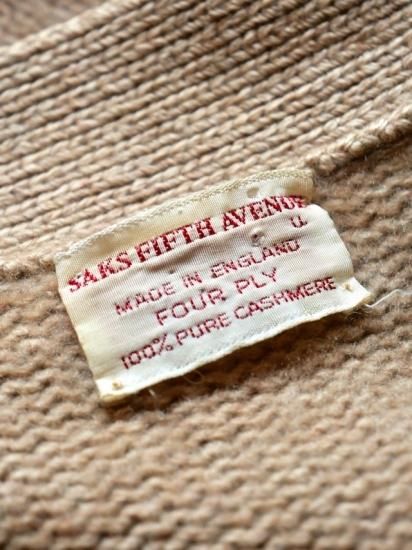 SAKS FIFTH AVENUE
MADE IN ENGLAND
FOUR PLY
100% PURE CASHMERE